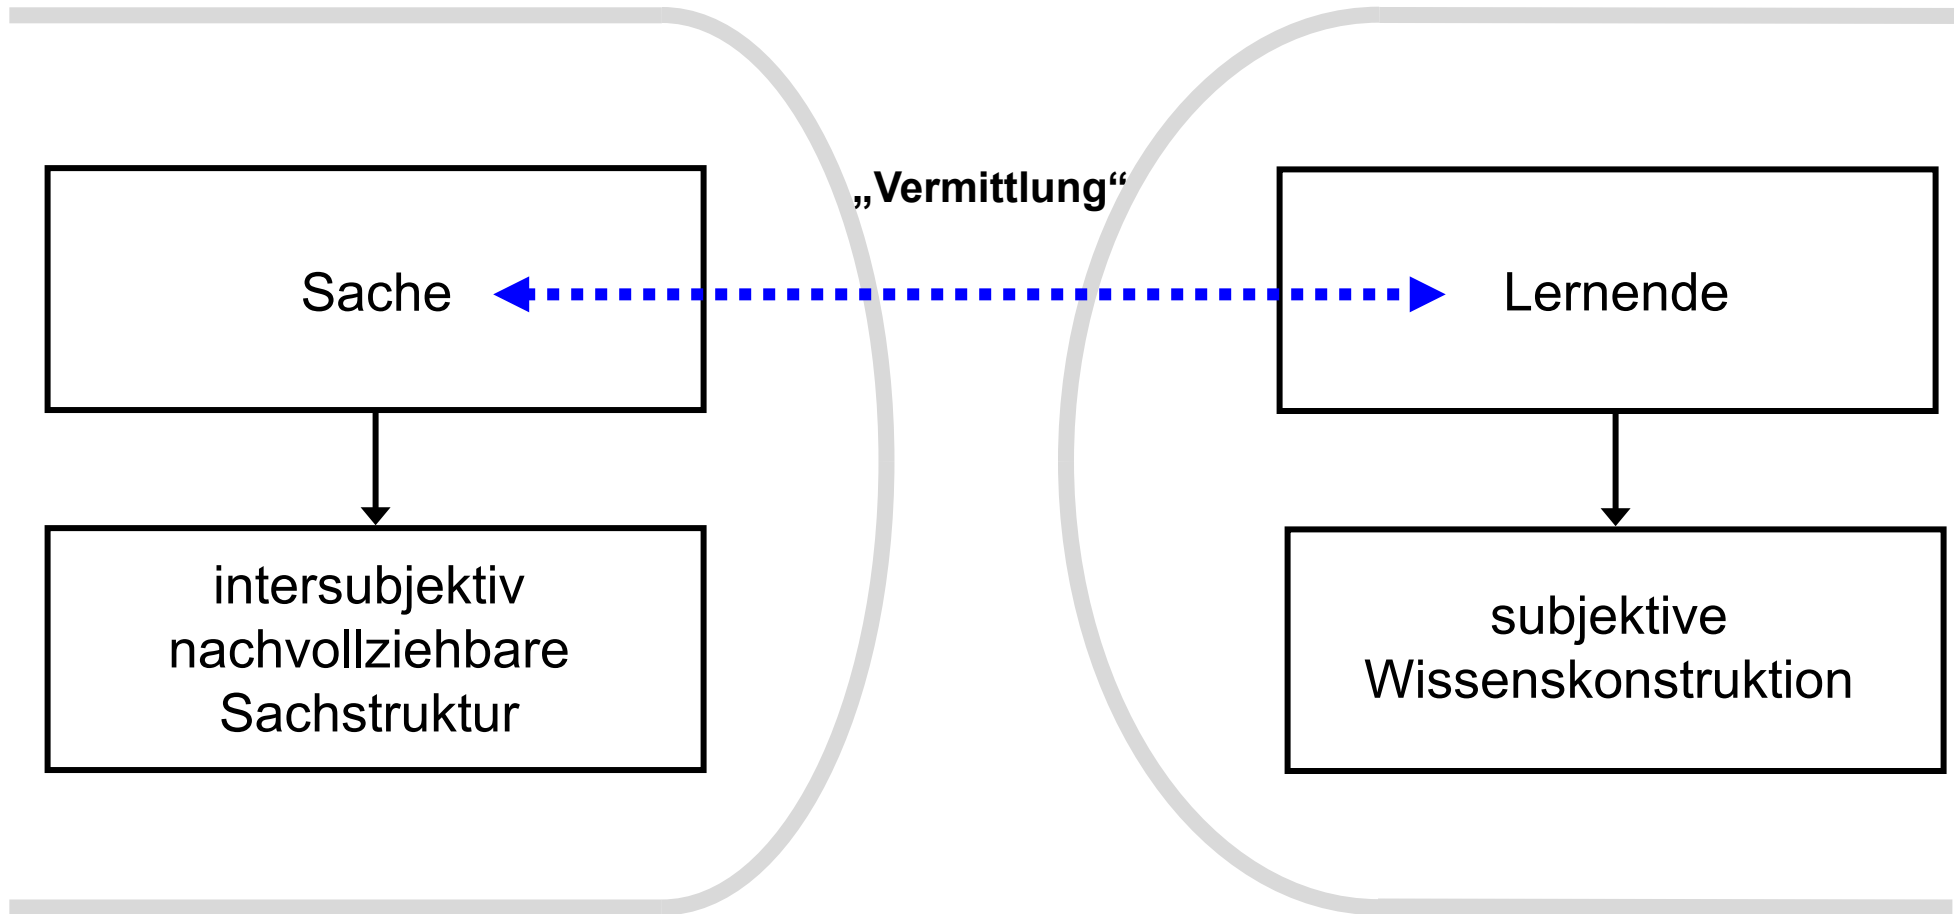 „Vermittlung“
Sache
Lernende
intersubjektiv
nachvollziehbare
Sachstruktur
subjektive
Wissenskonstruktion